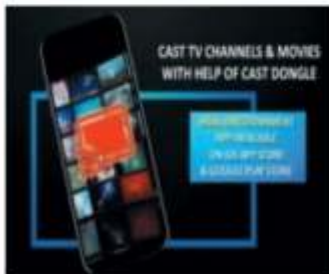 CAST TV CHANNELS & MOVIES
WITH HELP OF CAST DONGLE
ON IOS APP STORE
& GOOGLE PLAY STORE